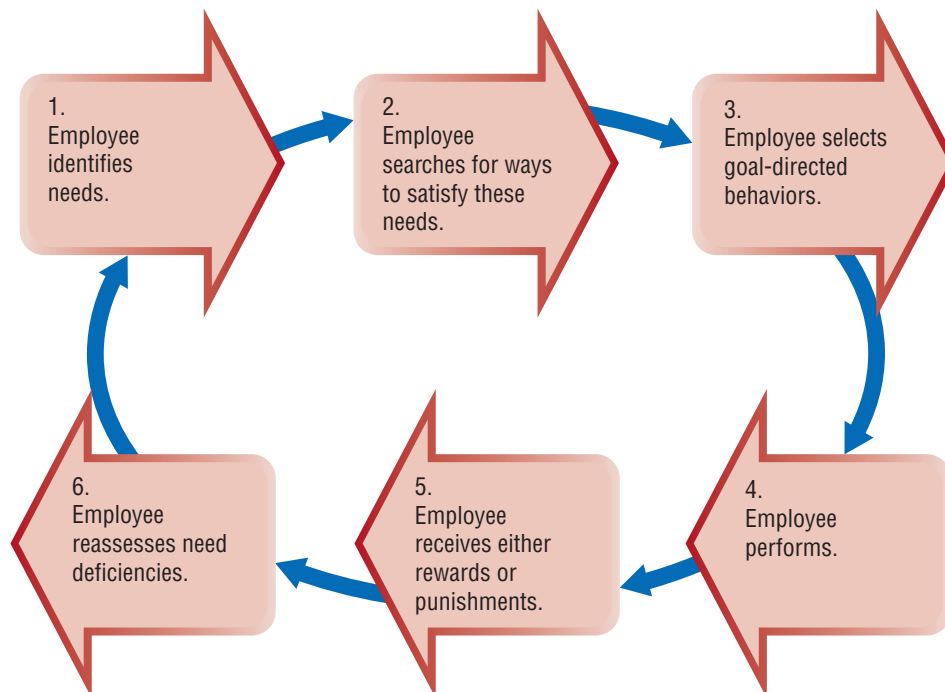 1.
Employee
identifies
needs.
2.
Employee
searches for ways
to satisfy these
needs.
3.
Employee selects
goal-directed
behaviors.
4.
Employee
performs.
5.
Employee
receives either
rewards or
punishments.
6.
Employee
reassesses need
deficiencies.